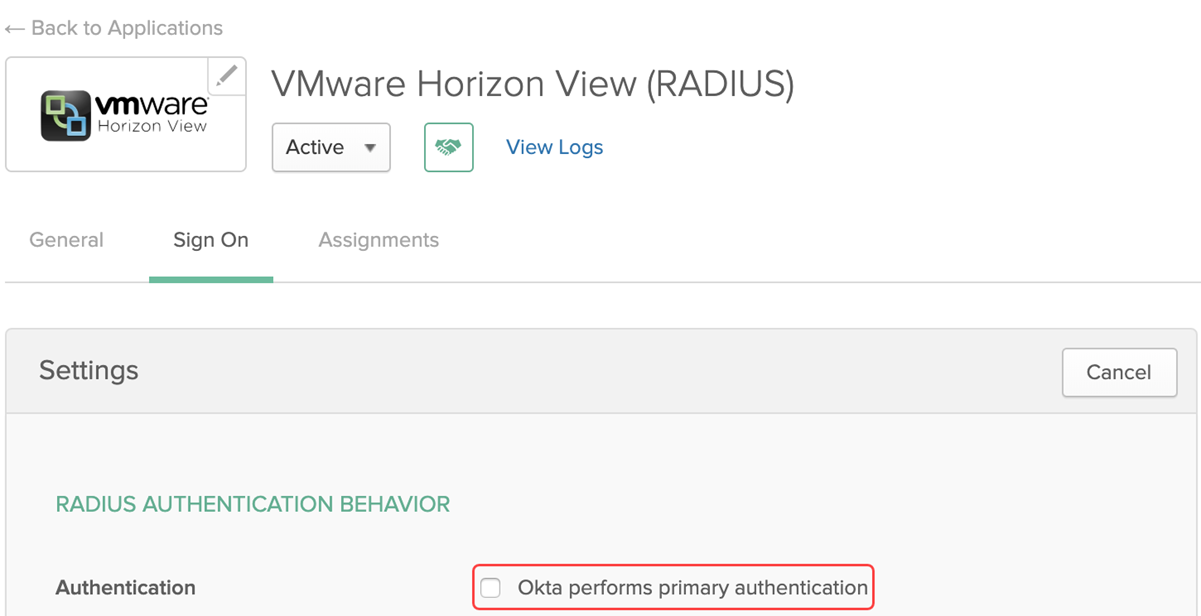 ← Back to Applications
vmware
Horizon View
VMware Horizon View (RADIUS)
Active
View Logs
General
Sign On
Assignments
Settings
Cancel
RADIUS AUTHENTICATION BEHAVIOR
Authentication
Okta performs primary authentication